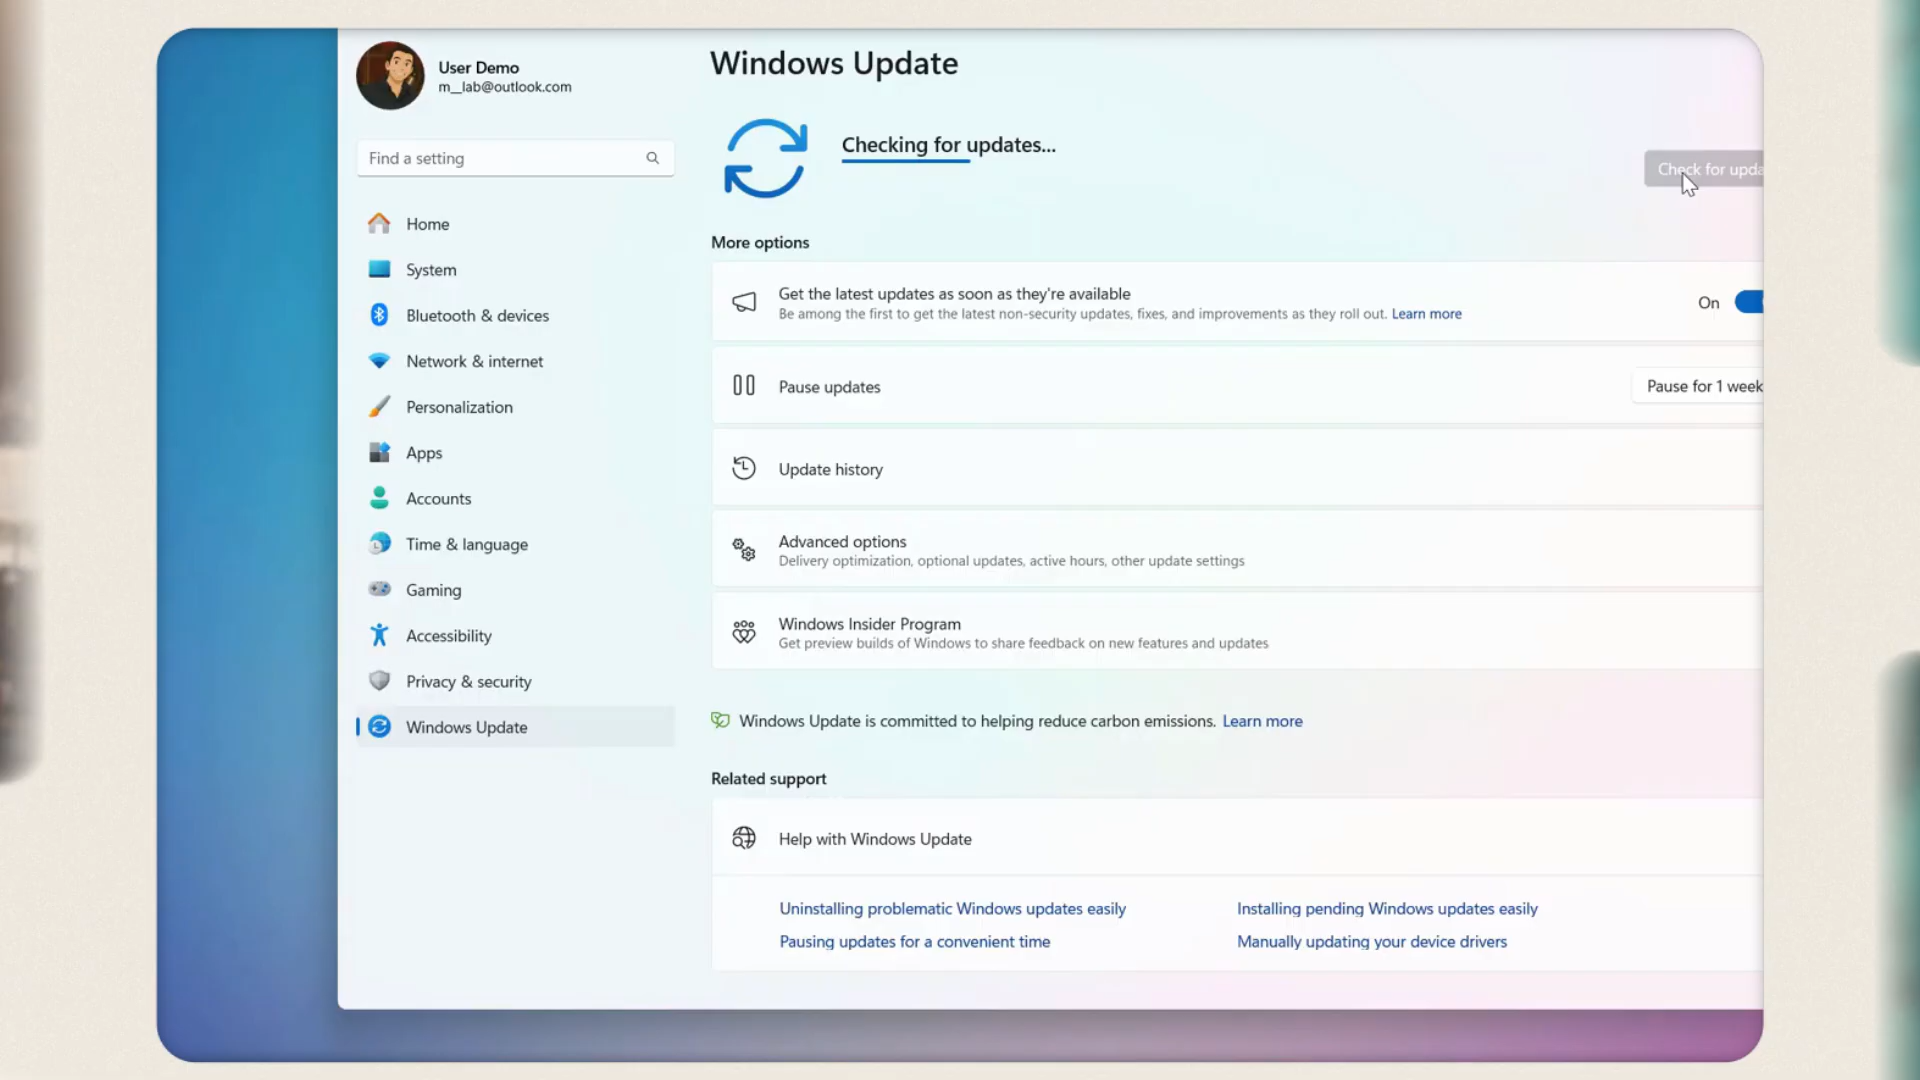 User Demo
m__lab@outlook.com
Find a setting
Home
System
Bluetooth & devices
Network & internet
Personalization
Apps
Accounts
Time & language
Gaming
Accessibility
Privacy & security
Windows Update
Windows Update
Checking for updates...
Check for upda
More options
Get the latest updates as soon as they're available
Be among the first to get the latest non-security updates, fixes, and improvements as they roll out. Learn more
On
Pause updates
Pause for 1 week
Update history
Advanced options
Delivery optimization, optional updates, active hours, other update settings
Windows Insider Program
Get preview builds of Windows to share feedback on new features and updates
Windows Update is committed to helping reduce carbon emissions. Learn more
Related support
Help with Windows Update
Uninstalling problematic Windows updates easily
Installing pending Windows updates easily
Pausing updates for a convenient time
Manually updating your device drivers